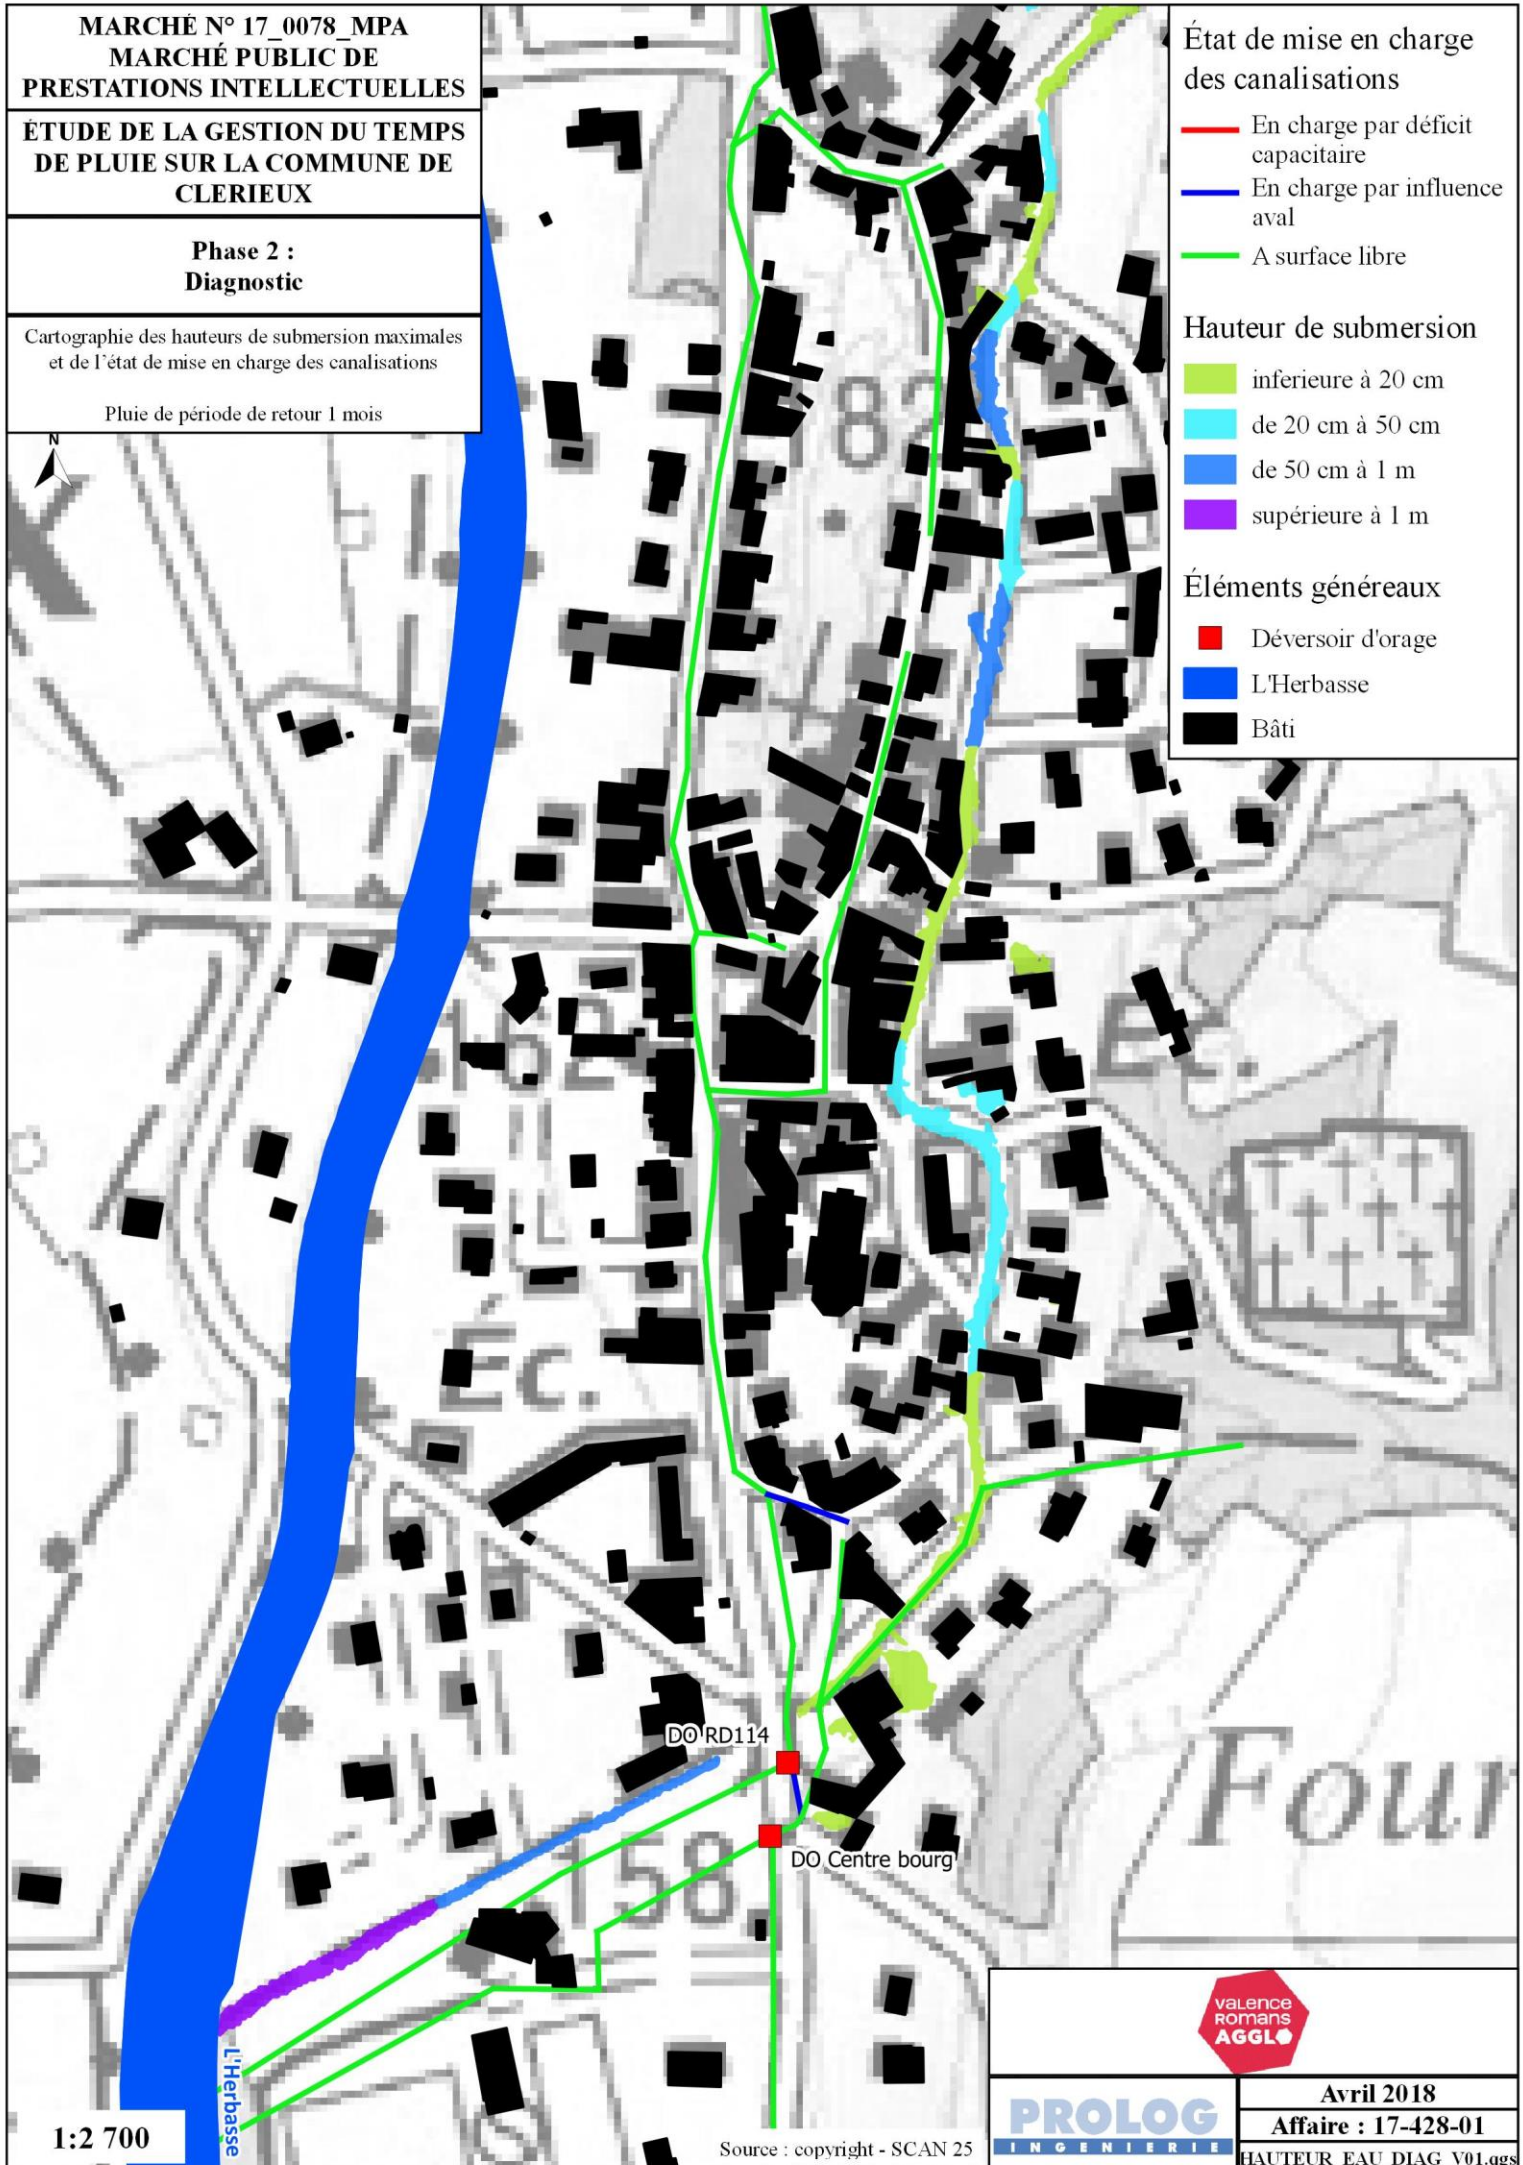 MARCHÉ N° 17_0078_MPA
MARCHÉ PUBLIC DE
PRESTATIONS INTELLECTUELLES
ÉTUDE DE LA GESTION DU TEMPS
DE PLUIE SUR LA COMMUNE DE
CLERIEUX
Phase 2 :
Diagnostic
Cartographie des hauteurs de submersion maximales
et de l'état de mise en charge des canalisations
Pluie de période de retour 1 mois
N
État de mise en charge
des canalisations
En charge par déficit
capacitaire
En charge par influence
aval
A surface libre
Hauteur de submersion
inferieure à 20 cm
de 20 cm à 50 cm
de 50 cm à 1 m
supérieure à 1 m
Éléments généreaux
Déversoir d'orage
L'Herbasse
Bâti
Ec.
DO RD114
158
DO Centre bourg
Four
L'Herbasse
1:2 700
Source : copyright - SCAN 25
VALENCE
ROMANS
AGGLO
PROLOG
INGENIERIE
Avril 2018
Affaire : 17-428-01
HAUTEUR_EAU_DIAG_V01.qgs